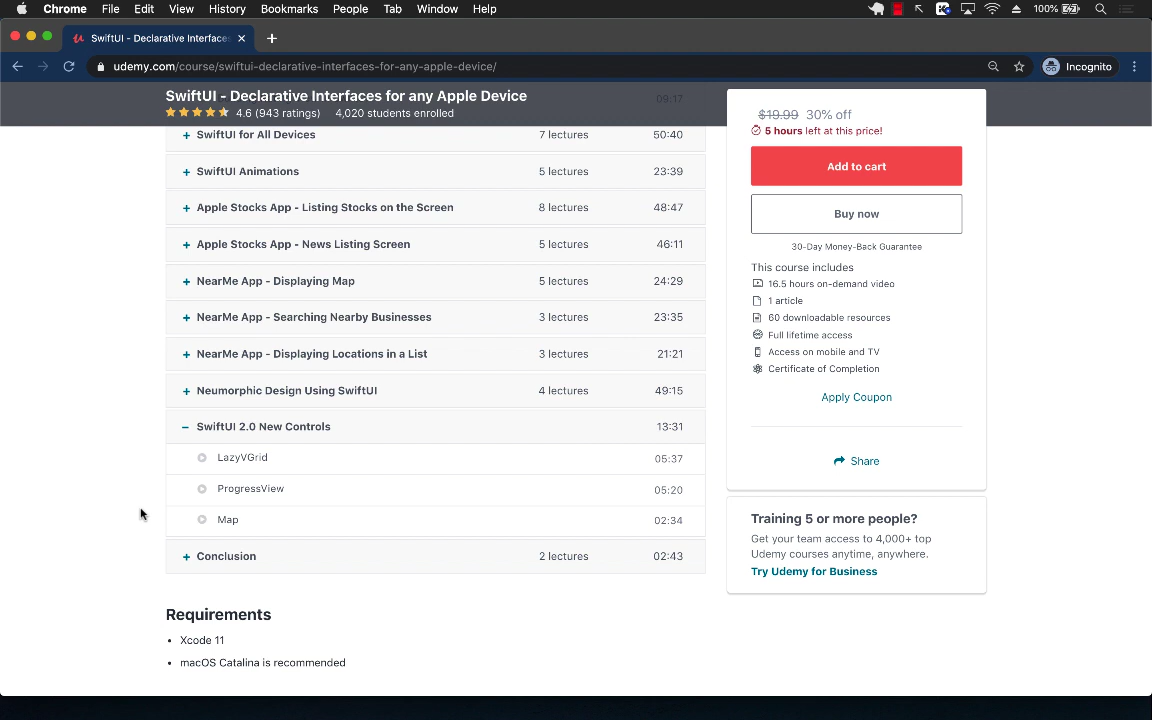 Chrome File Edit View History Bookmarks People Tab Window Help 100%
SwiftUI - Declarative Interfaces
udemy.com/course/swiftui-declarative-interfaces-for-any-apple-device/ Incognito
SwiftUI - Declarative Interfaces for any Apple Device 09:17
4.6 (943 ratings) 4,020 students enrolled
+ SwiftUI for All Devices 7 lectures 50:40
+ SwiftUI Animations 5 lectures 23:39
+ Apple Stocks App - Listing Stocks on the Screen 8 lectures 48:47
+ Apple Stocks App - News Listing Screen 5 lectures 46:11
+ NearMe App - Displaying Map 5 lectures 24:29
+ NearMe App - Searching Nearby Businesses 3 lectures 23:35
+ NearMe App - Displaying Locations in a List 3 lectures 21:21
+ Neumorphic Design Using SwiftUI 4 lectures 49:15
− SwiftUI 2.0 New Controls 13:31
LazyVGrid 05:37
ProgressView 05:20
Map 02:34
+ Conclusion 2 lectures 02:43
Requirements
• Xcode 11
• macOS Catalina is recommended
$19.99 30% off
5 hours left at this price!
Add to cart
Buy now
30-Day Money-Back Guarantee
This course includes
16.5 hours on-demand video
1 article
60 downloadable resources
Full lifetime access
Access on mobile and TV
Certificate of Completion
Apply Coupon
Share
Training 5 or more people?
Get your team access to 4,000+ top
Udemy courses anytime, anywhere.
Try Udemy for Business